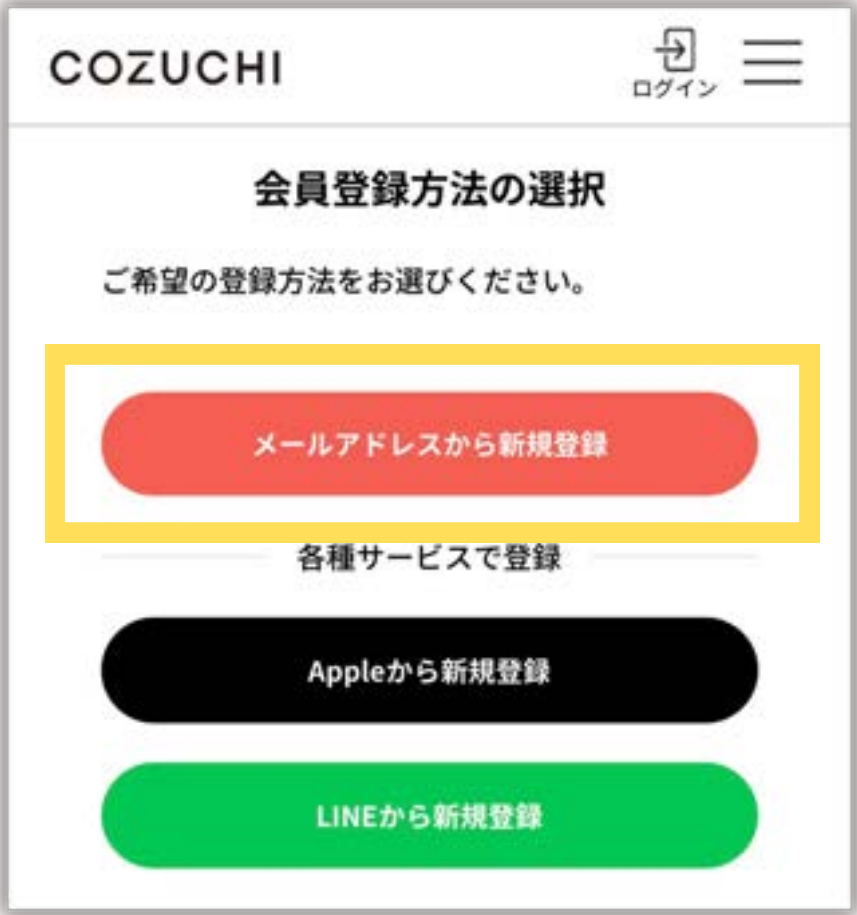 COZUCHI
ログイン
会員登録方法の選択
ご希望の登録方法をお選びください。
メールアドレスから新規登録
各種サービスで登録
Appleから新規登録
LINEから新規登録